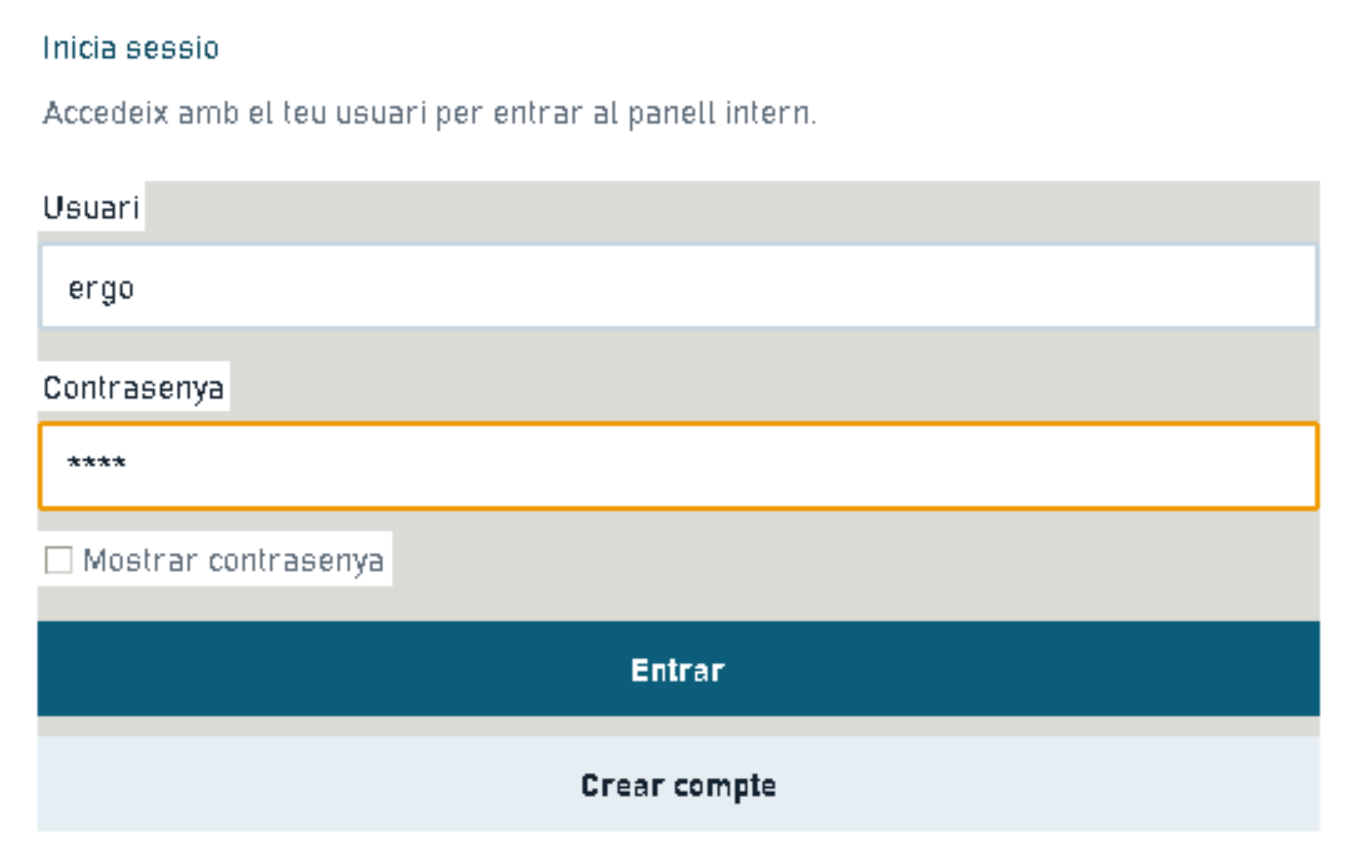 Inicia sessio
Accedeix amb el teu usuari per entrar al panell intern.
Usuari
ergo
Contrasenya
****
Mostrar contrasenya
Entrar
Crear compte